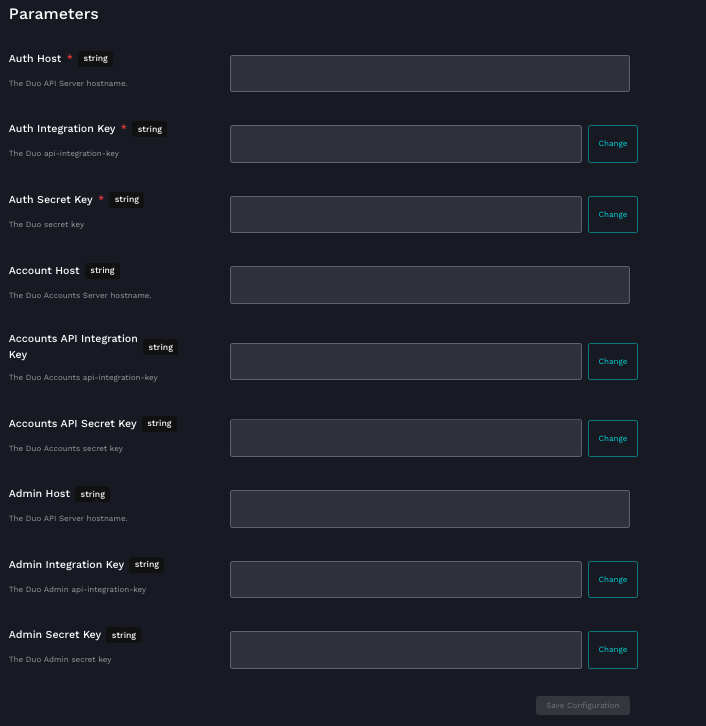 Parameters
Auth Host * string
The Duo API Server hostname.
Auth Integration Key * string
Change
The Duo api-integration-key
Auth Secret Key * string
Change
The Duo secret key
Account Host string
The Duo Accounts Server hostname.
Accounts API Integration
Key
string
Change
The Duo Accounts api-integration-key
Accounts API Secret Key string
Change
The Duo Accounts secret key
Admin Host string
The Duo API Server hostname.
Admin Integration Key string
Change
The Duo Admin api-integration-key
Admin Secret Key string
Change
The Duo Admin secret key
Save Configuration